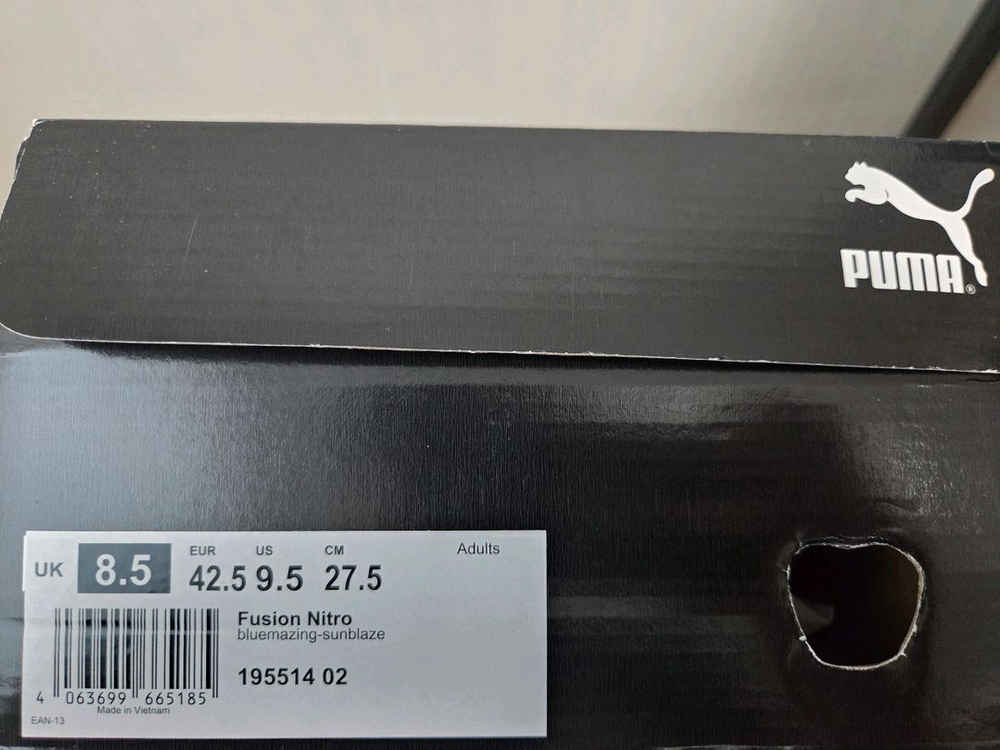 PUMA®
UK 8.5 EUR 42.5 US 9.5 CM 27.5 Adults
Fusion Nitro
bluemazing-sunblaze
195514 02
4 063699 665185
Made in Vietnam
EAN-13